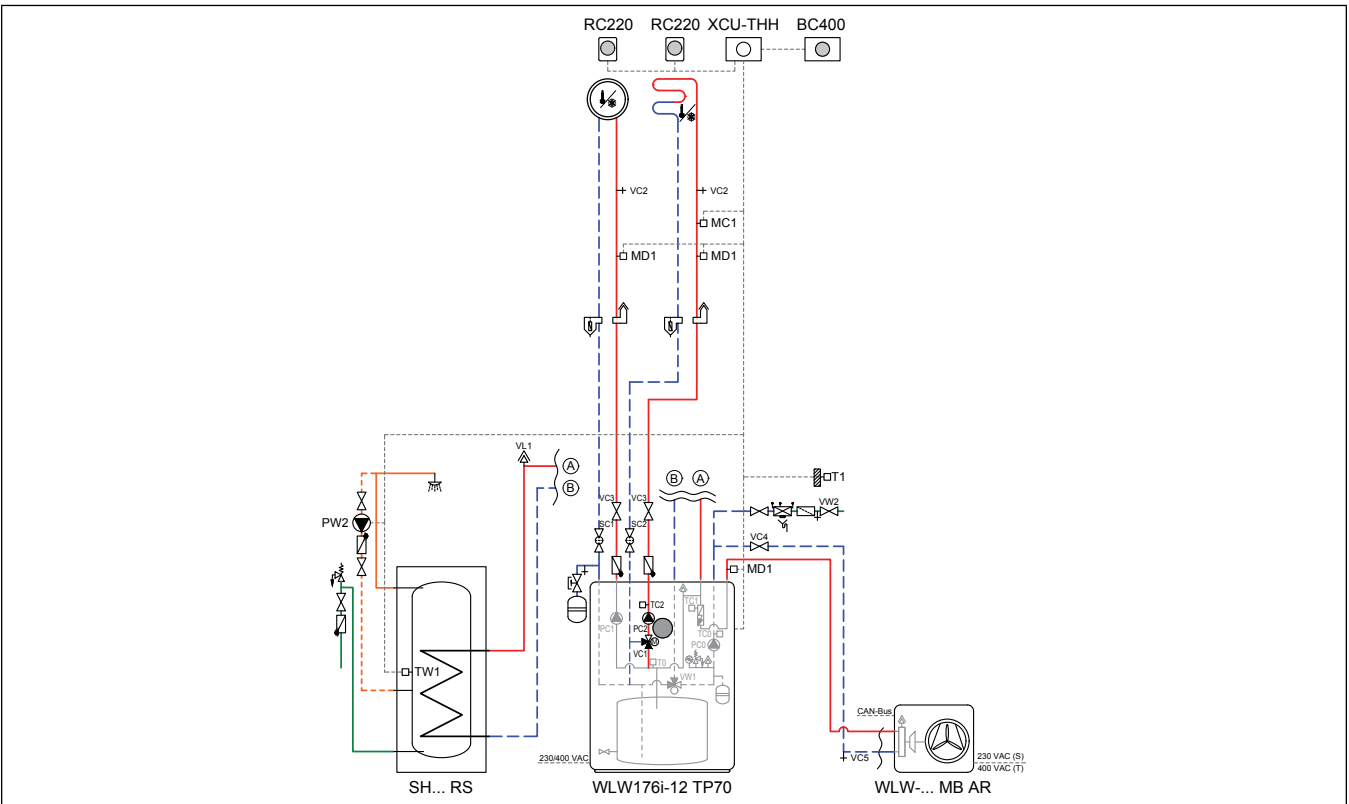 RC220 RC220 XCU-THH BC400
VC2 VC2
MC1
MD1 MD1
VL1
A
B
B A
T1
VC3 VC3
VW2
PW2
SC1 SC2
VC4
MD1
TC2 TC1
PC1 PC2 TC0
PC0
M
VC1
T0
TW1
VW1
CAN-Bus
230/400 VAC
VC5
230 VAC (S)
400 VAC (T)
SH... RS WLW176i-12 TP70 WLW-... MB AR